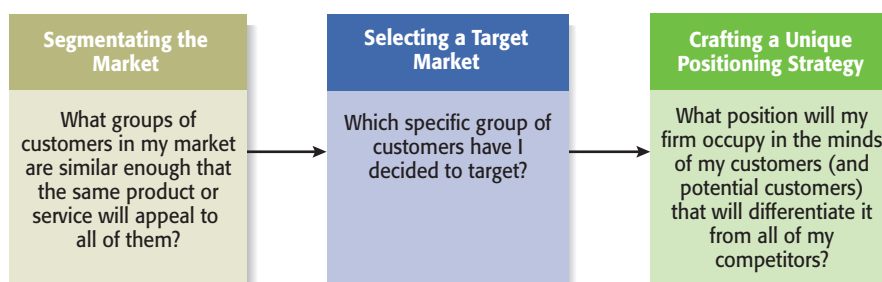 Segmentating the
Market
What groups of
customers in my market
are similar enough that
the same product or
service will appeal to
all of them?
Selecting a Target
Market
Which specific group of
customers have I
decided to target?
Crafting a Unique
Positioning Strategy
What position will my
firm occupy in the minds
of my customers (and
potential customers)
that will differentiate it
from all of my
competitors?